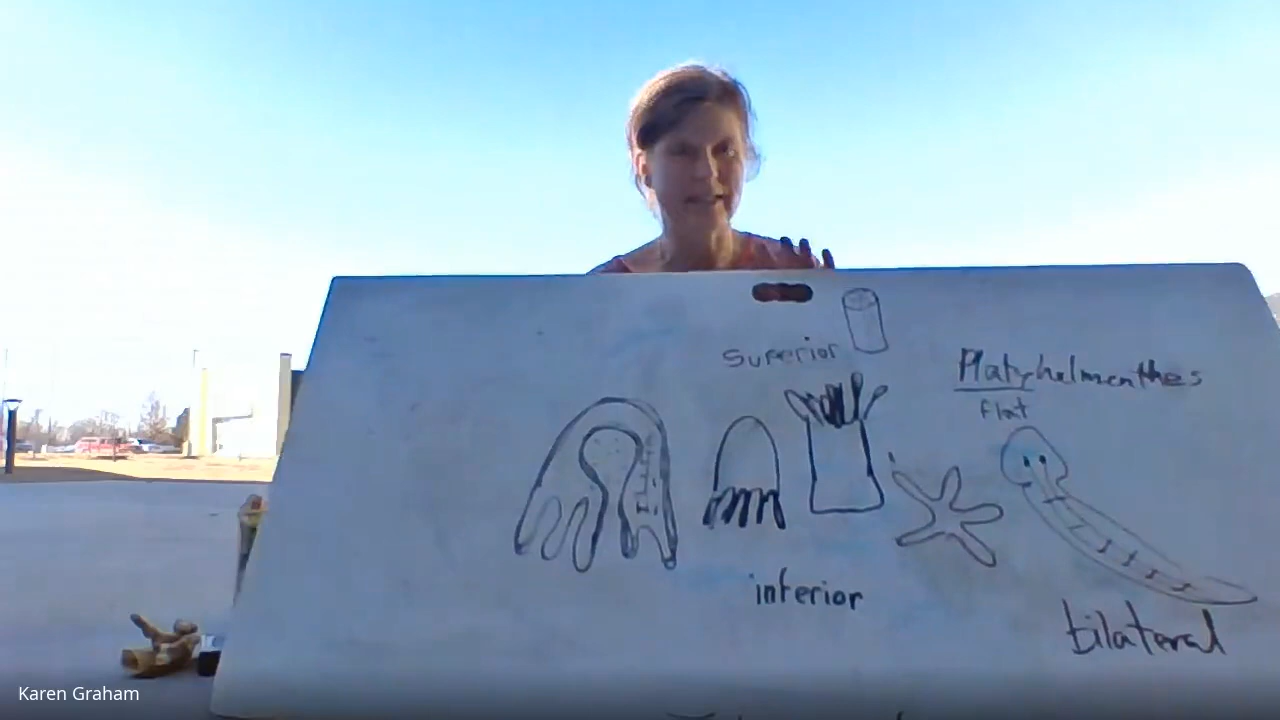 Superior
Platyhelmenthes
flat
inferior
bilateral
Karen Graham